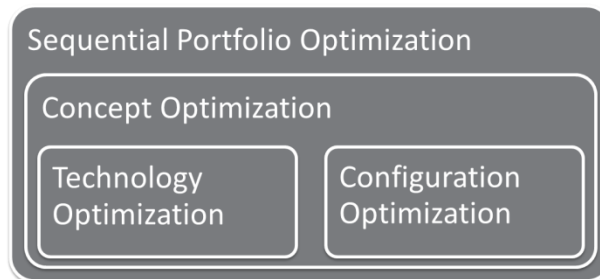 Sequential Portfolio Optimization
Concept Optimization
Technology
Optimization
Configuration
Optimization